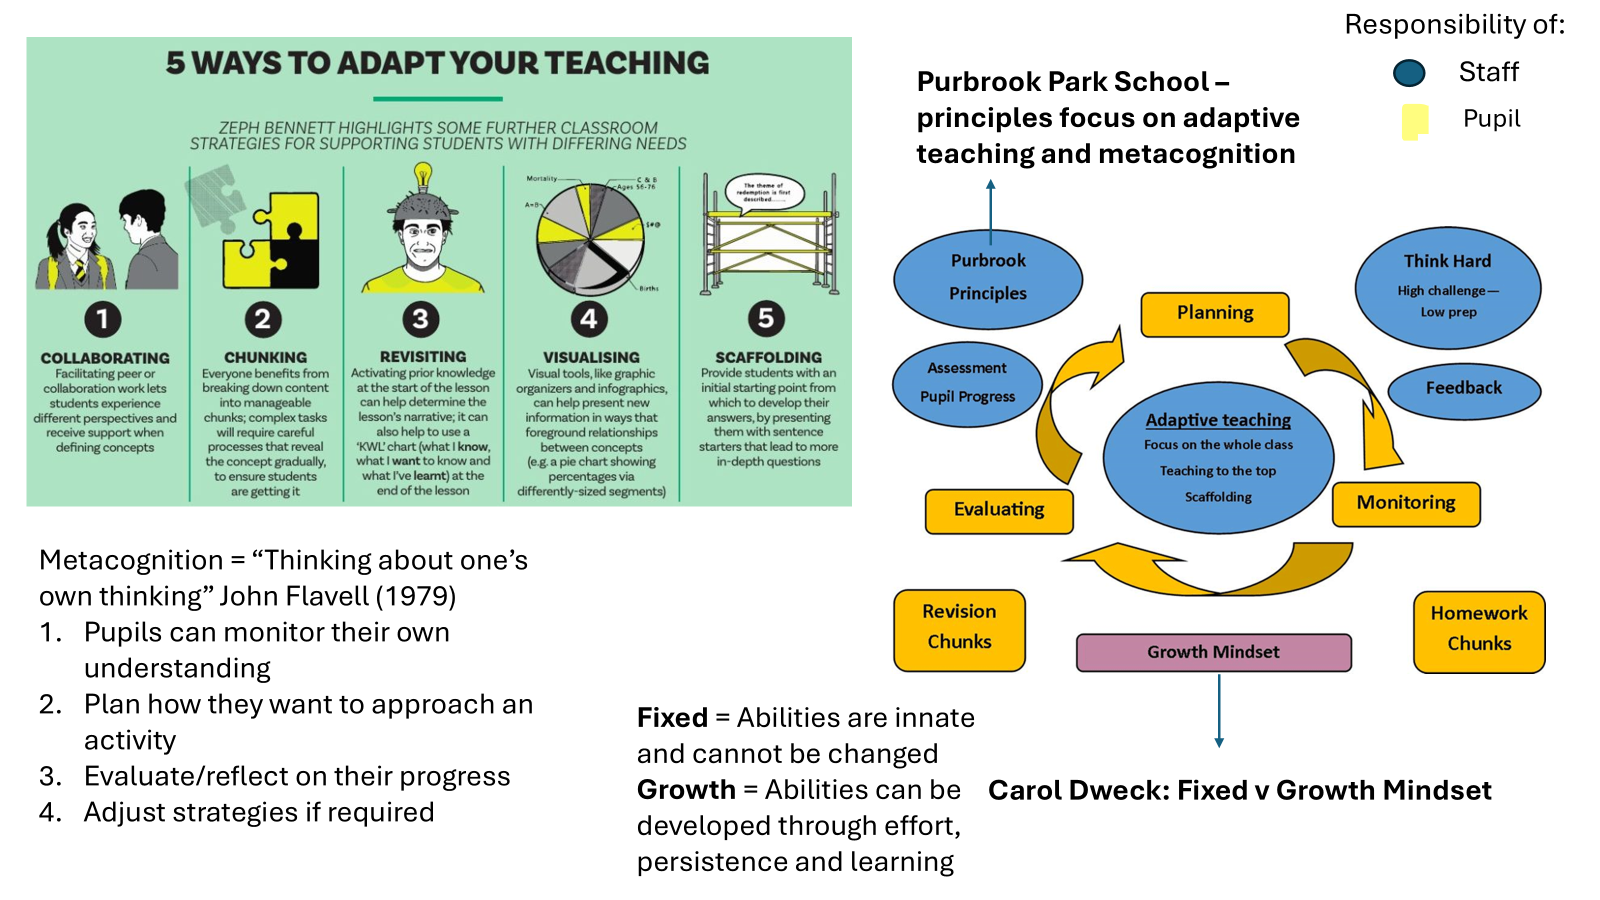 5 WAYS TO ADAPT YOUR TEACHING
ZEPH BENNETT HIGHLIGHTS SOME FURTHER CLASSROOM
STRATEGIES FOR SUPPORTING STUDENTS WITH DIFFERING NEEDS
1
COLLABORATING
Facilitating peer or
collaboration work lets
students experience
different perspectives and
receive support when
defining concepts
2
CHUNKING
Everyone benefits from
breaking down content
into manageable
chunks; complex tasks
will require careful
processes that reveal
the concept gradually,
to ensure students
are getting it
3
REVISITING
Activating prior knowledge
at the start of the lesson
can help determine the
lesson's narrative; it can
also help to use a
'KWL' chart (what I know,
what I want to know and
what I've learnt) at the
end of the lesson
Mortality
C & B
Ages 56-76
A=B
$#@
Births
4
VISUALISING
Visual tools, like graphic
organizers and infographics,
can help present new
information in ways that
foreground relationships
between concepts
(e.g. a pie chart showing
percentages via
differently-sized segments)
The theme of
redemption is first
described......
5
SCAFFOLDING
Provide students with an
initial starting point from
which to develop their
answers, by presenting
them with sentence
starters that lead to more
in-depth questions
Metacognition = “Thinking about one’s
own thinking” John Flavell (1979)
1. Pupils can monitor their own
understanding
2. Plan how they want to approach an
activity
3. Evaluate/reflect on their progress
4. Adjust strategies if required
Responsibility of:
Staff
Pupil
Purbrook Park School –
principles focus on adaptive
teaching and metacognition
Purbrook
Principles
Think Hard
High challenge—
Low prep
Planning
Assessment
Pupil Progress
Feedback
Adaptive teaching
Focus on the whole class
Teaching to the top
Scaffolding
Evaluating
Monitoring
Revision
Chunks
Homework
Chunks
Growth Mindset
Fixed = Abilities are innate
and cannot be changed
Growth = Abilities can be
developed through effort,
persistence and learning
Carol Dweck: Fixed v Growth Mindset